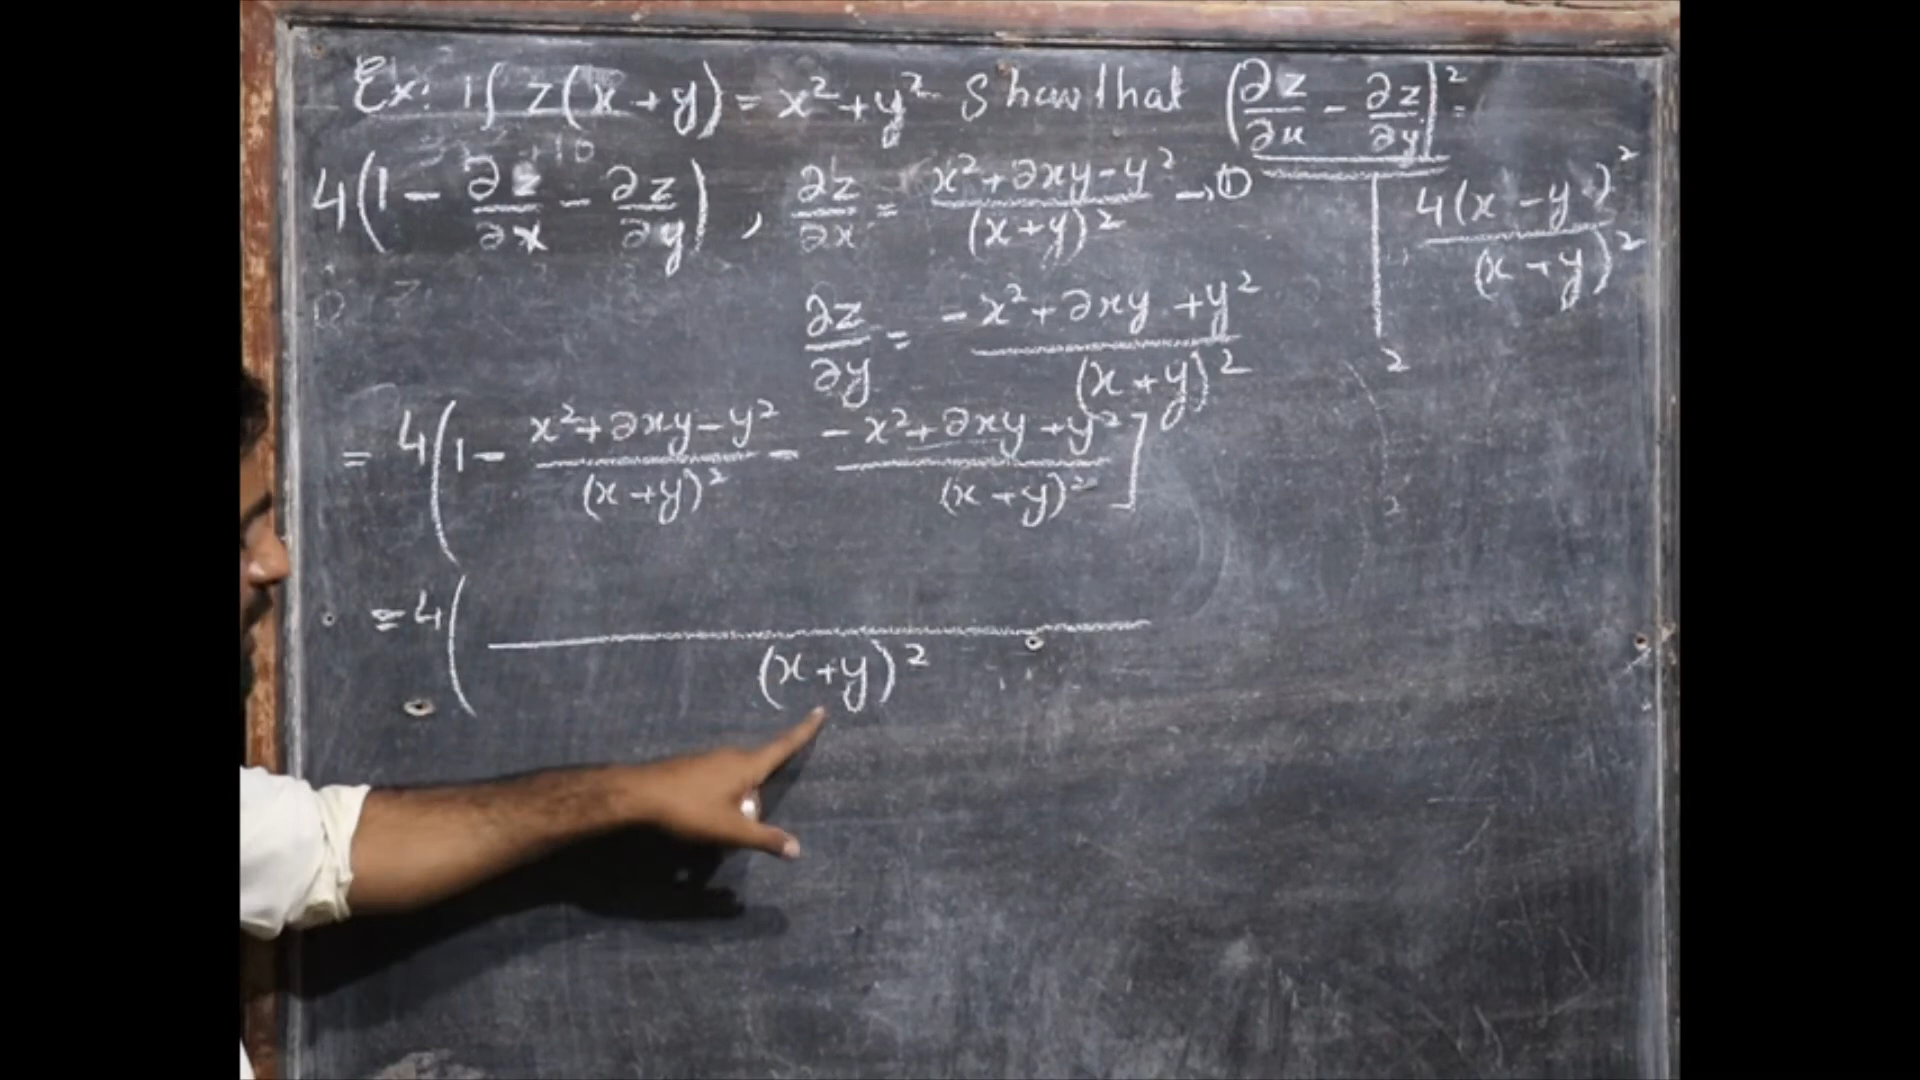 Ex: If z(x+y) = x²+y² Show that (∂z/∂x - ∂z/∂y)² =
4(1 - ∂z/∂x - ∂z/∂y), ∂z/∂x = (x²+2xy-y²)/(x+y)² → ①
4(x-y)²/(x+y)²
∂z/∂y = (-x²+2xy+y²)/(x+y)²
= 4(1 - (x²+2xy-y²)/(x+y)² - (-x²+2xy+y²)/(x+y)²]
= 4( /(x+y)²